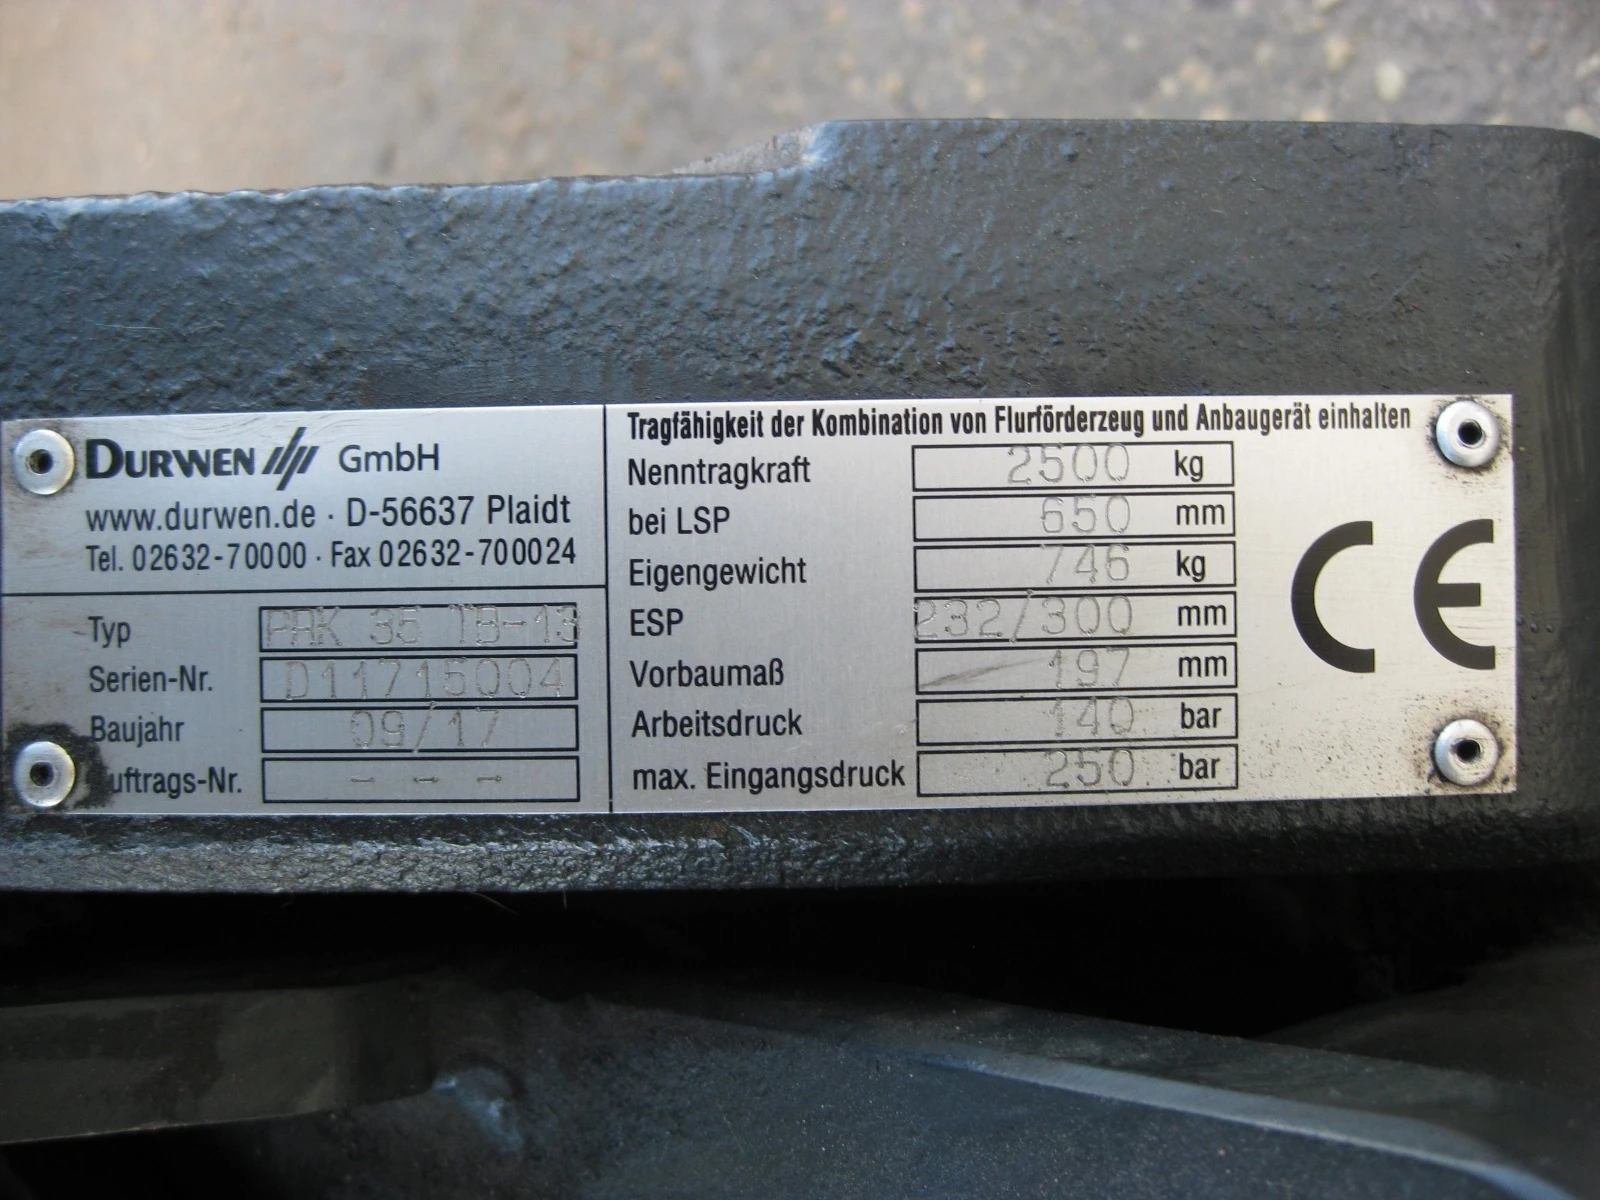 DURWEN GmbH
www.durwen.de · D-56637 Plaidt
Tel. 02632-70000 · Fax 02632-700024
Typ PAK 35 TB-13
Serien-Nr. D11715004
Baujahr 09/17
uftrags-Nr. - - -
Tragfähigkeit der Kombination von Flurförderzeug und Anbaugerät einhalten
Nenntragkraft 2500 kg
bei LSP 650 mm
Eigengewicht 746 kg
ESP 232/300 mm
Vorbaumaß 197 mm
Arbeitsdruck 140 bar
max. Eingangsdruck 250 bar
CE